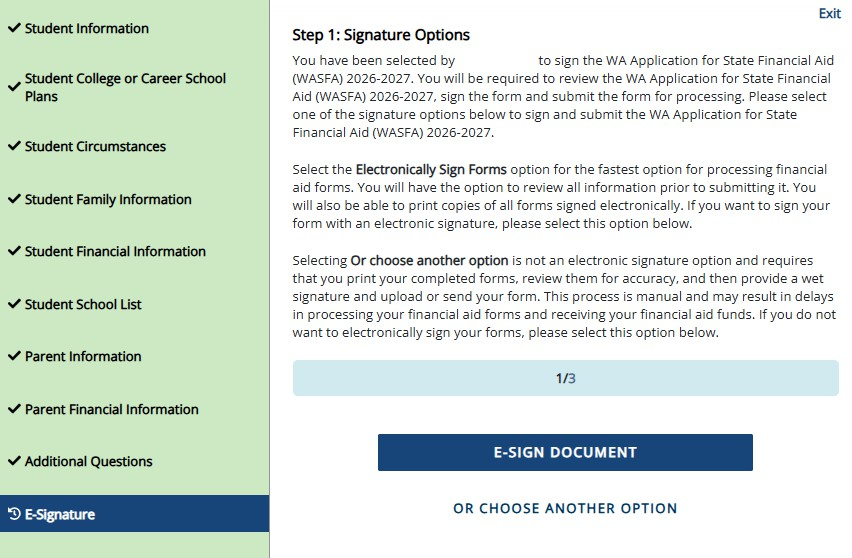 Student Information
Student College or Career School
Plans
Student Circumstances
Student Family Information
Student Financial Information
Student School List
Parent Information
Parent Financial Information
Additional Questions
E-Signature
Exit
Step 1: Signature Options
You have been selected by to sign the WA Application for State Financial Aid
(WASFA) 2026-2027. You will be required to review the WA Application for State Financial
Aid (WASFA) 2026-2027, sign the form and submit the form for processing. Please select
one of the signature options below to sign and submit the WA Application for State
Financial Aid (WASFA) 2026-2027.
Select the Electronically Sign Forms option for the fastest option for processing financial
aid forms. You will have the option to review all information prior to submitting it. You
will also be able to print copies of all forms signed electronically. If you want to sign your
form with an electronic signature, please select this option below.
Selecting Or choose another option is not an electronic signature option and requires
that you print your completed forms, review them for accuracy, and then provide a wet
signature and upload or send your form. This process is manual and may result in delays
in processing your financial aid forms and receiving your financial aid funds. If you do not
want to electronically sign your forms, please select this option below.
1/3
E-SIGN DOCUMENT
OR CHOOSE ANOTHER OPTION